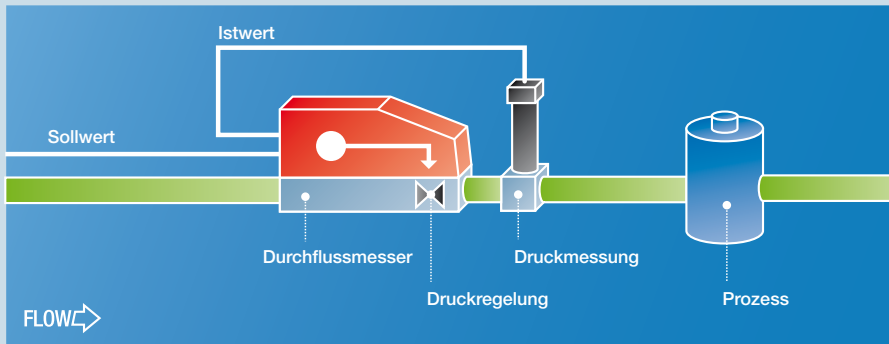 Istwert
Sollwert
Durchflussmesser
Druckmessung
Druckregelung
Prozess
FLOW